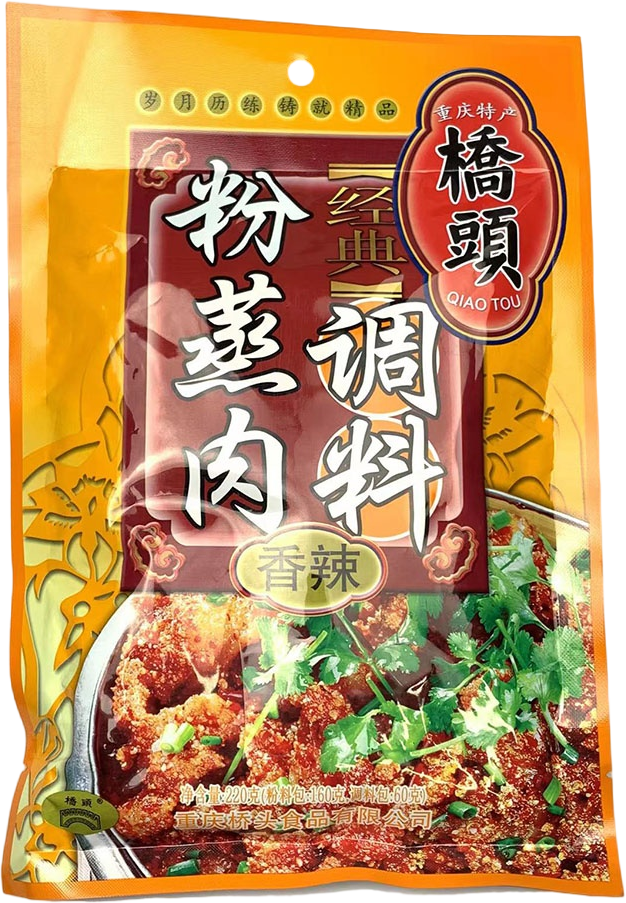 岁月历练铸就精品
重庆特产
橋頭
QIAO TOU
【经典】
粉蒸肉
调料
香辣
净含量:220克(粉料包:160克、调料包:60克)
重庆桥头食品有限公司
橋頭®